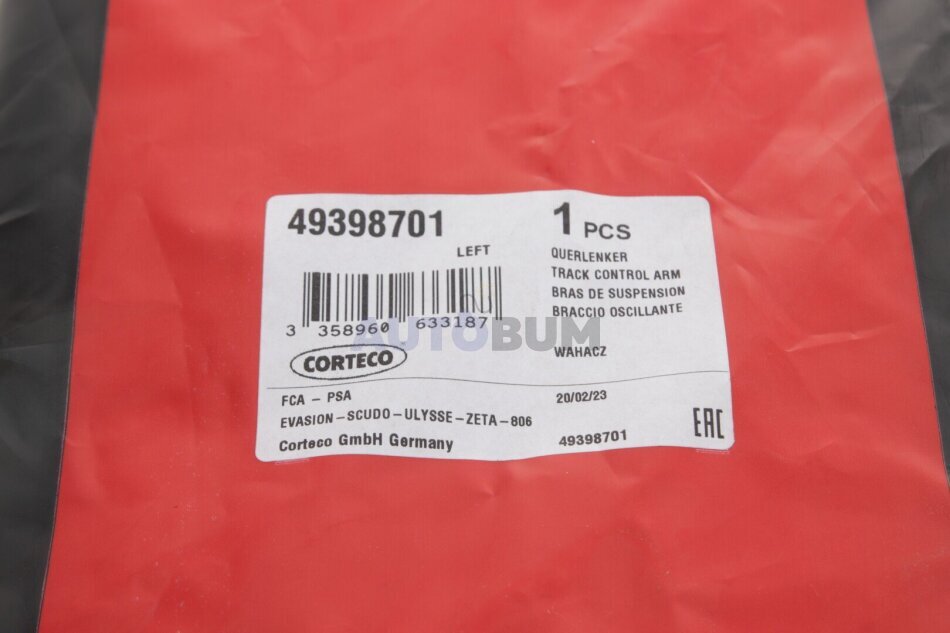 49398701
LEFT
1 PCS
QUERLENKER
TRACK CONTROL ARM
BRAS DE SUSPENSION
BRACCIO OSCILLANTE
WAHACZ
3 358960 633187
AUTOBUM
CORTECO
FCA - PSA
20/02/23
EVASION-SCUDO-ULYSSE-ZETA-806
Corteco GmbH Germany
49398701
EAC